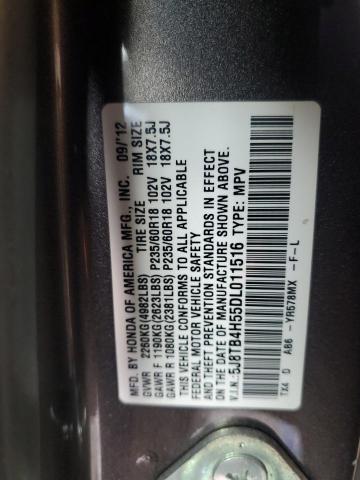 MFD. BY HONDA OF AMERICA MFG., INC. 09/'12
TIRE SIZE RIM SIZE
GVWR 2260KG(4982LBS)
GAWR F 1190KG(2623LBS) P235/60R18 102V 18X7.5J
GAWR R 1080KG(2381LBS) P235/60R18 102V 18X7.5J
THIS VEHICLE CONFORMS TO ALL APPLICABLE
FEDERAL MOTOR VEHICLE SAFETY
AND THEFT PREVENTION STANDARDS IN EFFECT
ON THE DATE OF MANUFACTURE SHOWN ABOVE.
V.I.N. 5J8TB4H55DL011516 TYPE: MPV
TX4 D AB6 -YR578MX -F-L